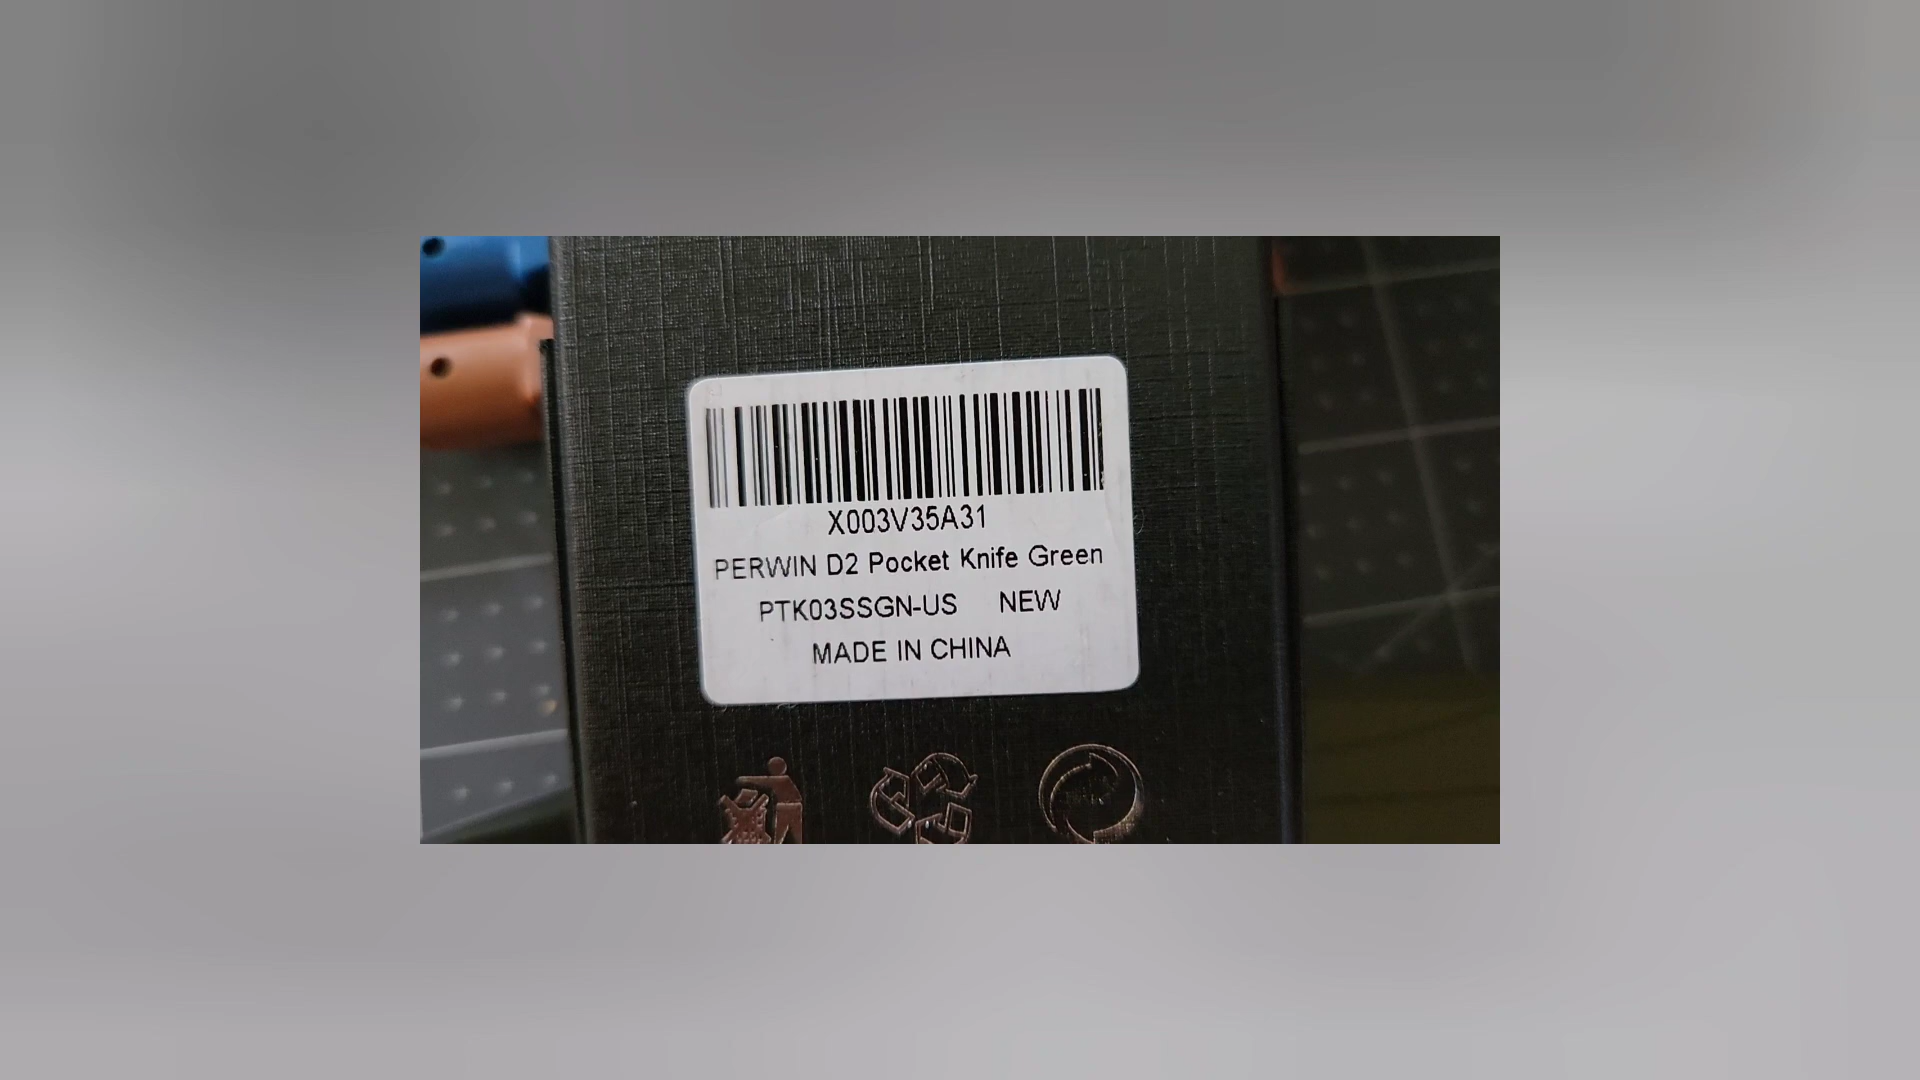 X003V35A31
PERWIN D2 Pocket Knife Green
PTK03SSGN-US NEW
MADE IN CHINA